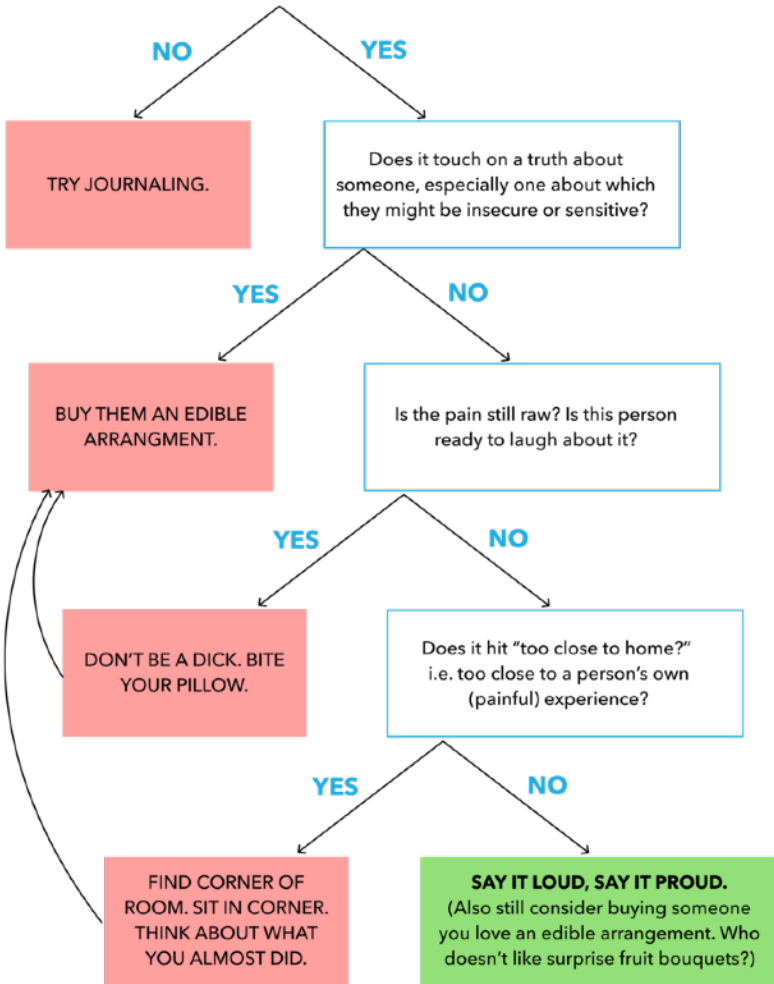 NO
YES
TRY JOURNALING.
Does it touch on a truth about
someone, especially one about which
they might be insecure or sensitive?
YES
NO
BUY THEM AN EDIBLE
ARRANGMENT.
Is the pain still raw? Is this person
ready to laugh about it?
YES
NO
DON'T BE A DICK. BITE
YOUR PILLOW.
Does it hit “too close to home?”
i.e. too close to a person's own
(painful) experience?
YES
NO
FIND CORNER OF
ROOM. SIT IN CORNER.
THINK ABOUT WHAT
YOU ALMOST DID.
SAY IT LOUD, SAY IT PROUD.
(Also still consider buying someone
you love an edible arrangement. Who
doesn't like surprise fruit bouquets?)